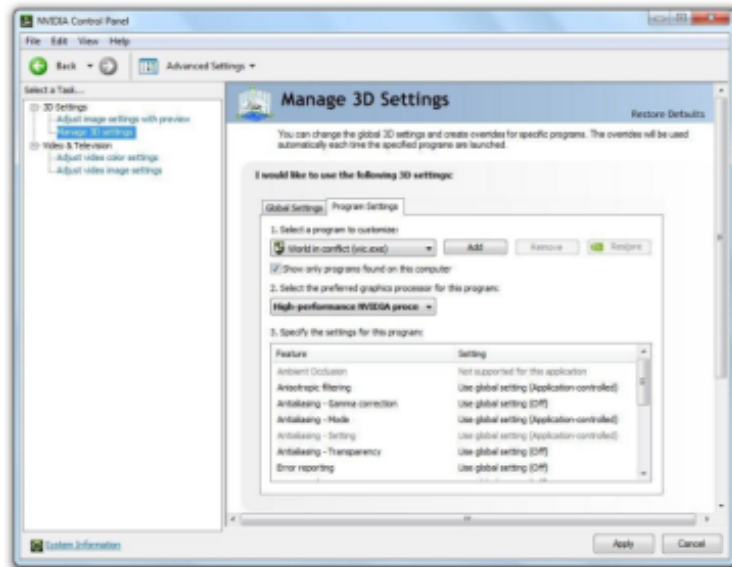 NVIDIA Control Panel
File Edit View Help
Back Advanced Settings
Select a Task...
3D Settings
Adjust image settings with preview
Manage 3D settings
Video & Television
Adjust video color settings
Adjust video image settings
Manage 3D Settings
Restore Defaults
You can change the global 3D settings and create overrides for specific programs. The overrides will be used
automatically each time the specified programs are launched.
I would like to use the following 3D settings:
Global Settings Program Settings
1. Select a program to customize:
World in conflict (wic.exe) Add Remove Restore
Show only programs found on this computer
2. Select the preferred graphics processor for this program:
High-performance NVIDIA proce
3. Specify the settings for this program:
Feature Setting
Ambient Occlusion Not supported for this application
Anisotropic filtering Use global setting (Application-controlled)
Antialiasing - Gamma correction Use global setting (Off)
Antialiasing - Mode Use global setting (Application-controlled)
Antialiasing - Setting Use global setting (Application-controlled)
Antialiasing - Transparency Use global setting (Off)
Error reporting Use global setting (Off)
System Information Apply Cancel